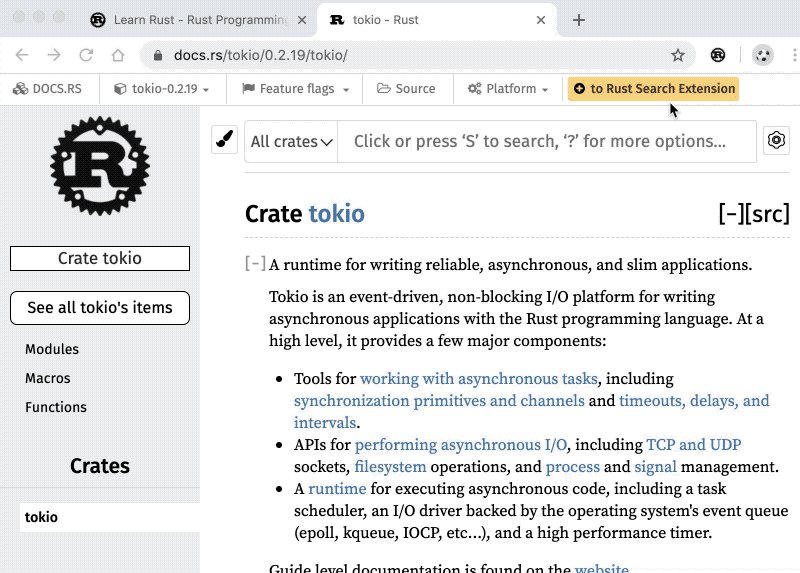 Learn Rust - Rust Programming
tokio - Rust
docs.rs/tokio/0.2.19/tokio/
DOCS.RS
tokio-0.2.19
Feature flags
Source
Platform
to Rust Search Extension
All crates
Click or press ‘S’ to search, ‘?’ for more options...
R
Crate tokio
See all tokio's items
Modules
Macros
Functions
Crates
tokio
Crate tokio
[−][src]
[-] A runtime for writing reliable, asynchronous, and slim applications.
Tokio is an event-driven, non-blocking I/O platform for writing
asynchronous applications with the Rust programming language. At a
high level, it provides a few major components:
• Tools for working with asynchronous tasks, including
synchronization primitives and channels and timeouts, delays, and
intervals.
• APIs for performing asynchronous I/O, including TCP and UDP
sockets, filesystem operations, and process and signal management.
• A runtime for executing asynchronous code, including a task
scheduler, an I/O driver backed by the operating system's event queue
(epoll, kqueue, IOCP, etc...), and a high performance timer.
Guide level documentation is found on the website.